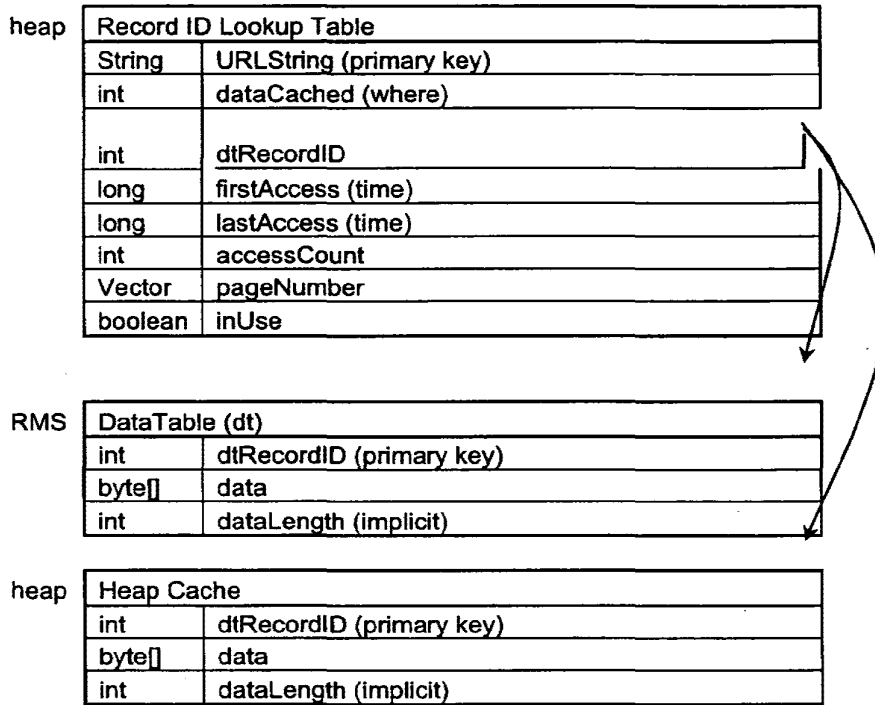 heap Record ID Lookup Table
String URLString (primary key)
int dataCached (where)
int dtRecordID
long firstAccess (time)
long lastAccess (time)
int accessCount
Vector pageNumber
boolean inUse
RMS DataTable (dt)
int dtRecordID (primary key)
byte[] data
int dataLength (implicit)
heap Heap Cache
int dtRecordID (primary key)
byte[] data
int dataLength (implicit)